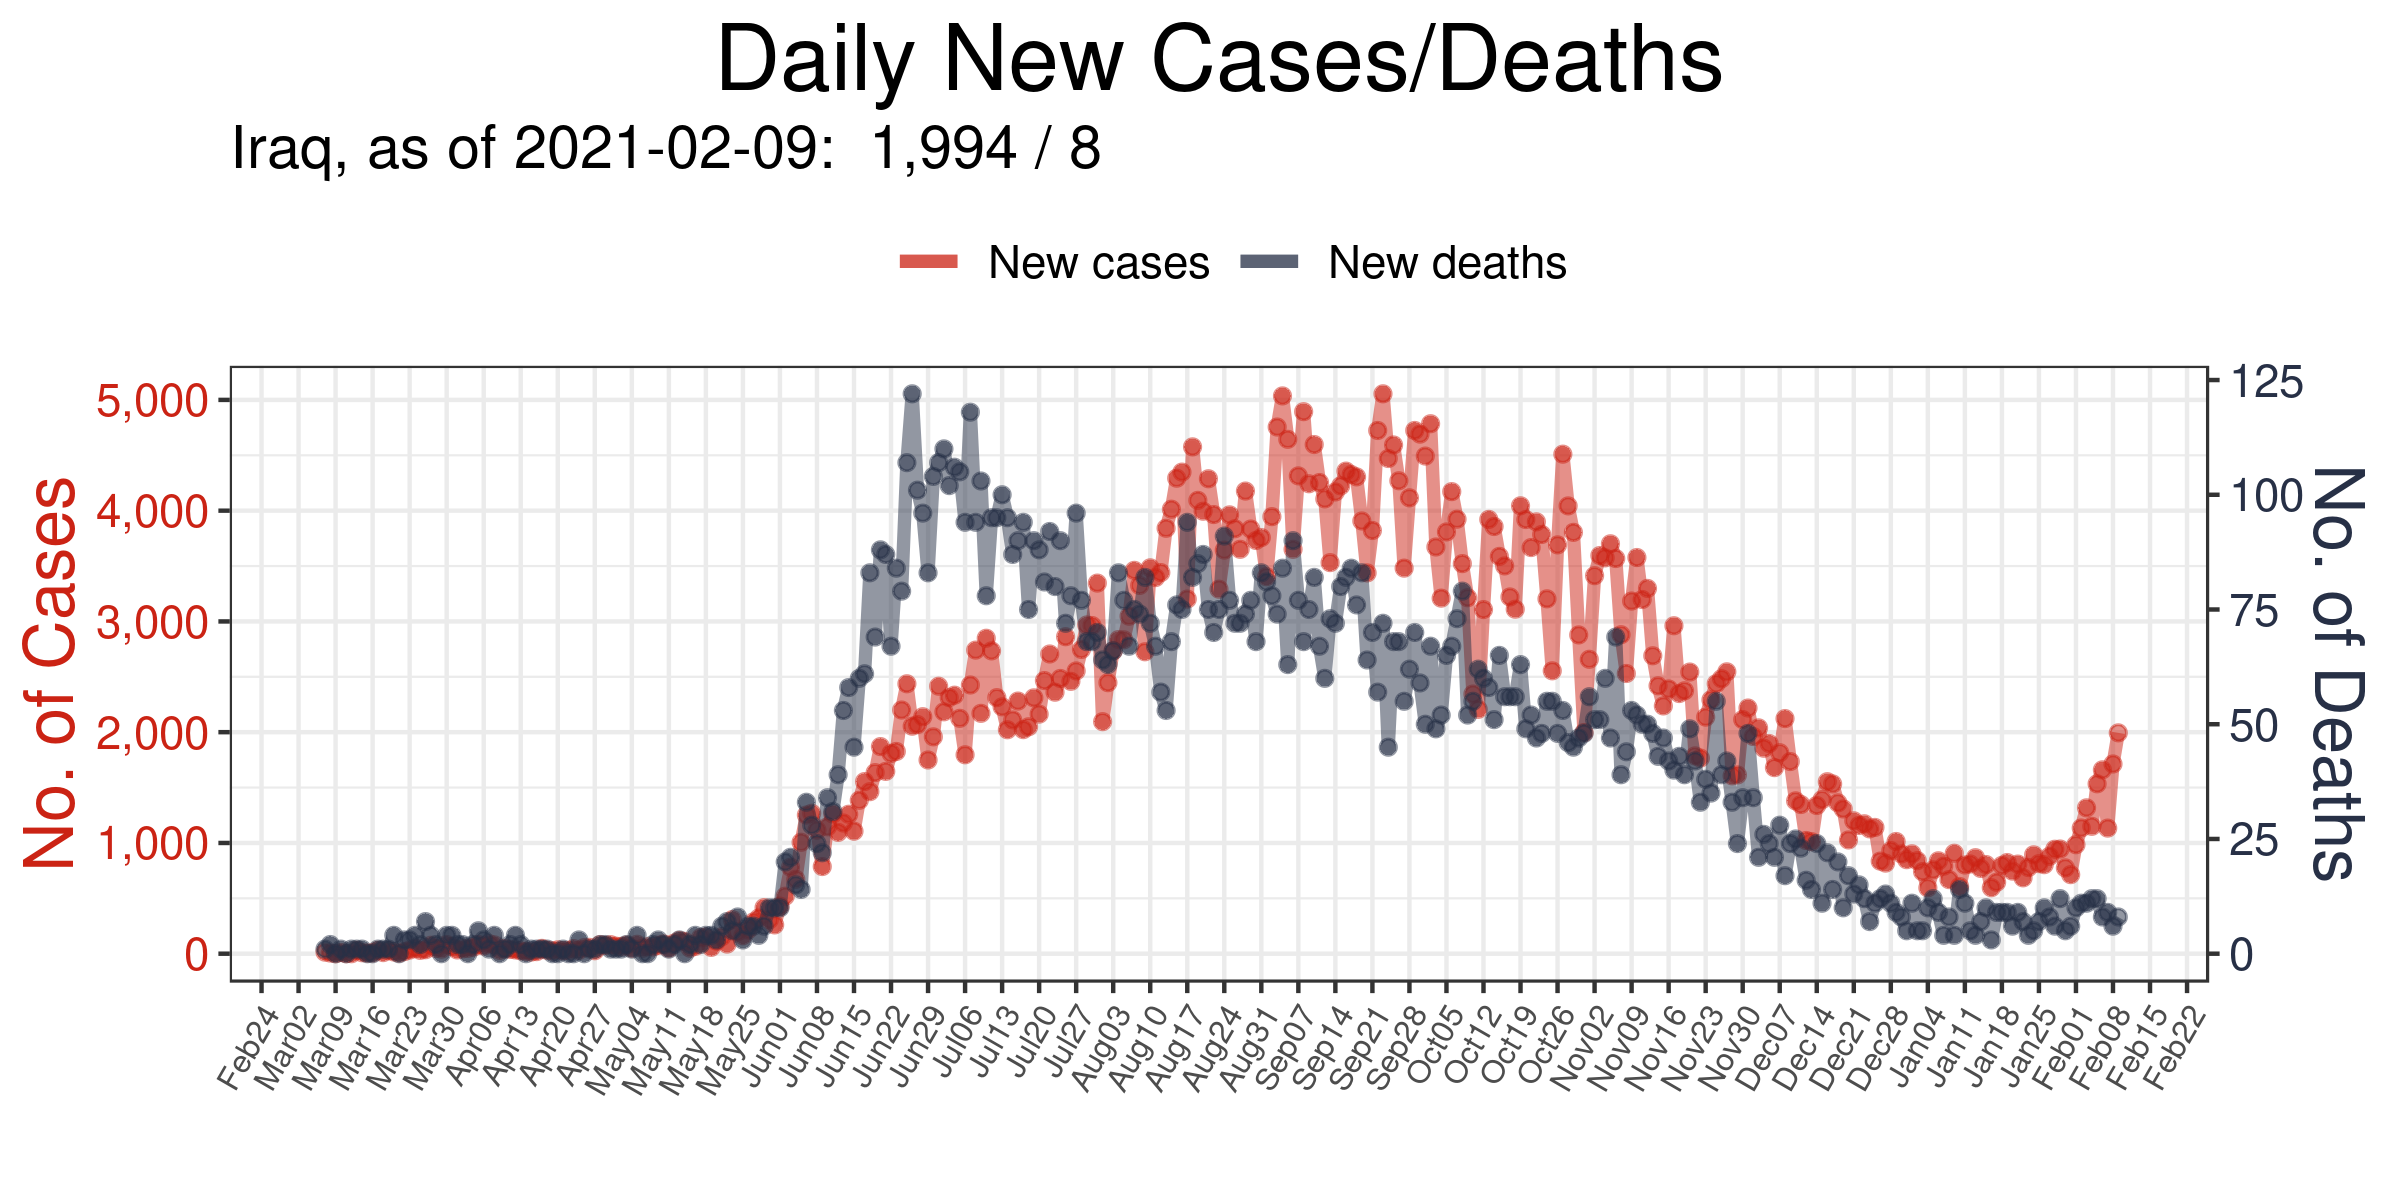 Daily New Cases/Deaths
Iraq, as of 2021-02-09:  1,994 / 8
New cases New deaths
No. of Cases
5,000
4,000
3,000
2,000
1,000
0
125
100
75
50
25
0
No. of Deaths
Feb24 Mar02 Mar09 Mar16 Mar23 Mar30 Apr06 Apr13 Apr20 Apr27 May04 May11 May18 May25 Jun01 Jun08 Jun15 Jun22 Jun29 Jul06 Jul13 Jul20 Jul27 Aug03 Aug10 Aug17 Aug24 Aug31 Sep07 Sep14 Sep21 Sep28 Oct05 Oct12 Oct19 Oct26 Nov02 Nov09 Nov16 Nov23 Nov30 Dec07 Dec14 Dec21 Dec28 Jan04 Jan11 Jan18 Jan25 Feb01 Feb08 Feb15 Feb22